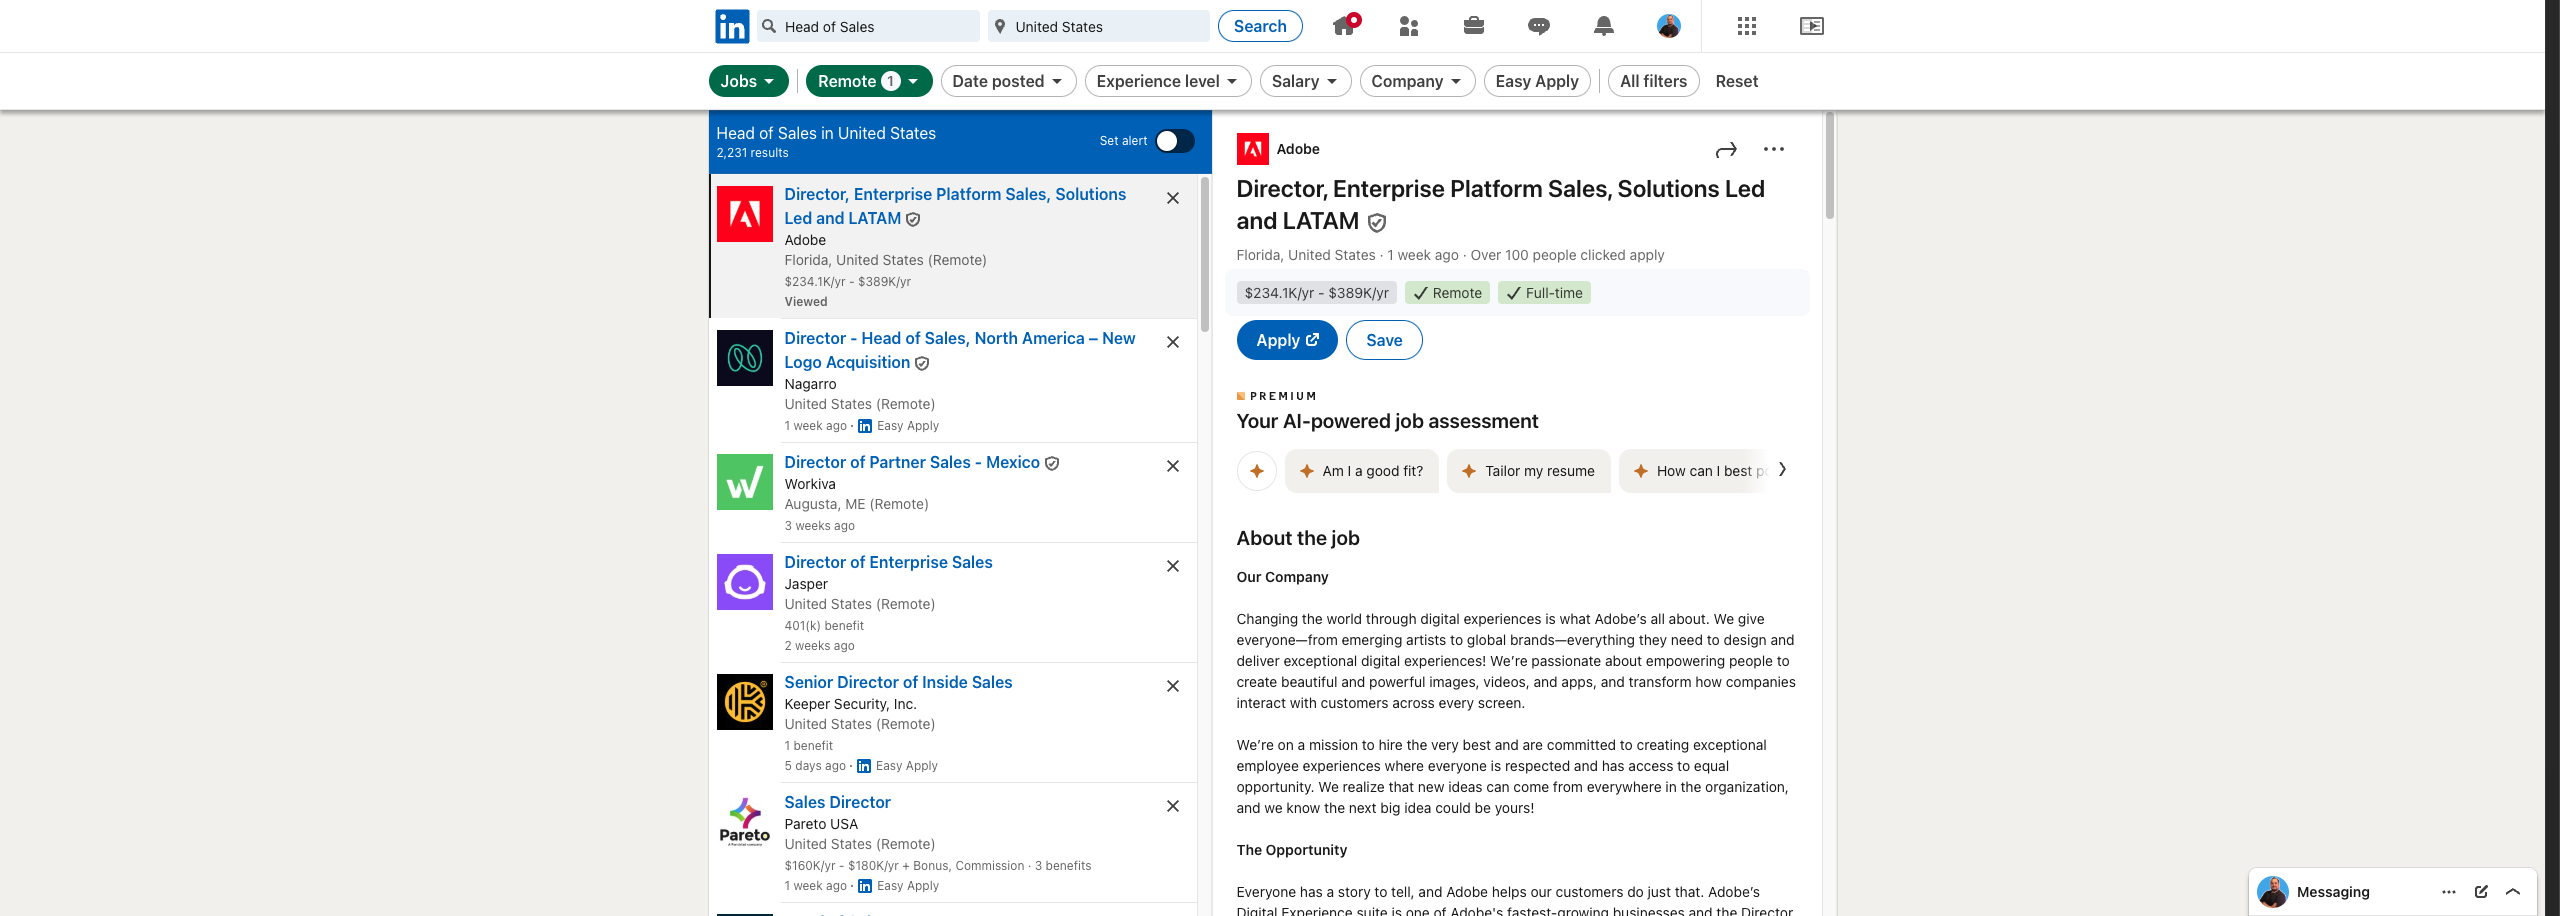 in
Head of Sales
United States
Search
Jobs
Remote 1
Date posted
Experience level
Salary
Company
Easy Apply
All filters
Reset
Head of Sales in United States
2,231 results
Set alert
Director, Enterprise Platform Sales, Solutions
Led and LATAM
Adobe
Florida, United States (Remote)
$234.1K/yr - $389K/yr
Viewed
Director - Head of Sales, North America – New
Logo Acquisition
Nagarro
United States (Remote)
1 week ago · in Easy Apply
Director of Partner Sales - Mexico
Workiva
Augusta, ME (Remote)
3 weeks ago
Director of Enterprise Sales
Jasper
United States (Remote)
401(k) benefit
2 weeks ago
Senior Director of Inside Sales
Keeper Security, Inc.
United States (Remote)
1 benefit
5 days ago · in Easy Apply
Pareto
Sales Director
Pareto USA
United States (Remote)
$160K/yr - $180K/yr + Bonus, Commission · 3 benefits
1 week ago · in Easy Apply
Adobe
Director, Enterprise Platform Sales, Solutions Led
and LATAM
Florida, United States · 1 week ago · Over 100 people clicked apply
$234.1K/yr - $389K/yr
Remote
Full-time
Apply
Save
PREMIUM
Your AI-powered job assessment
Am I a good fit?
Tailor my resume
How can I best
About the job
Our Company
Changing the world through digital experiences is what Adobe’s all about. We give
everyone—from emerging artists to global brands—everything they need to design and
deliver exceptional digital experiences! We’re passionate about empowering people to
create beautiful and powerful images, videos, and apps, and transform how companies
interact with customers across every screen.
We’re on a mission to hire the very best and are committed to creating exceptional
employee experiences where everyone is respected and has access to equal
opportunity. We realize that new ideas can come from everywhere in the organization,
and we know the next big idea could be yours!
The Opportunity
Everyone has a story to tell, and Adobe helps our customers do just that. Adobe’s
Digital Experience suite is one of Adobe's fastest-growing businesses and the Director
Messaging